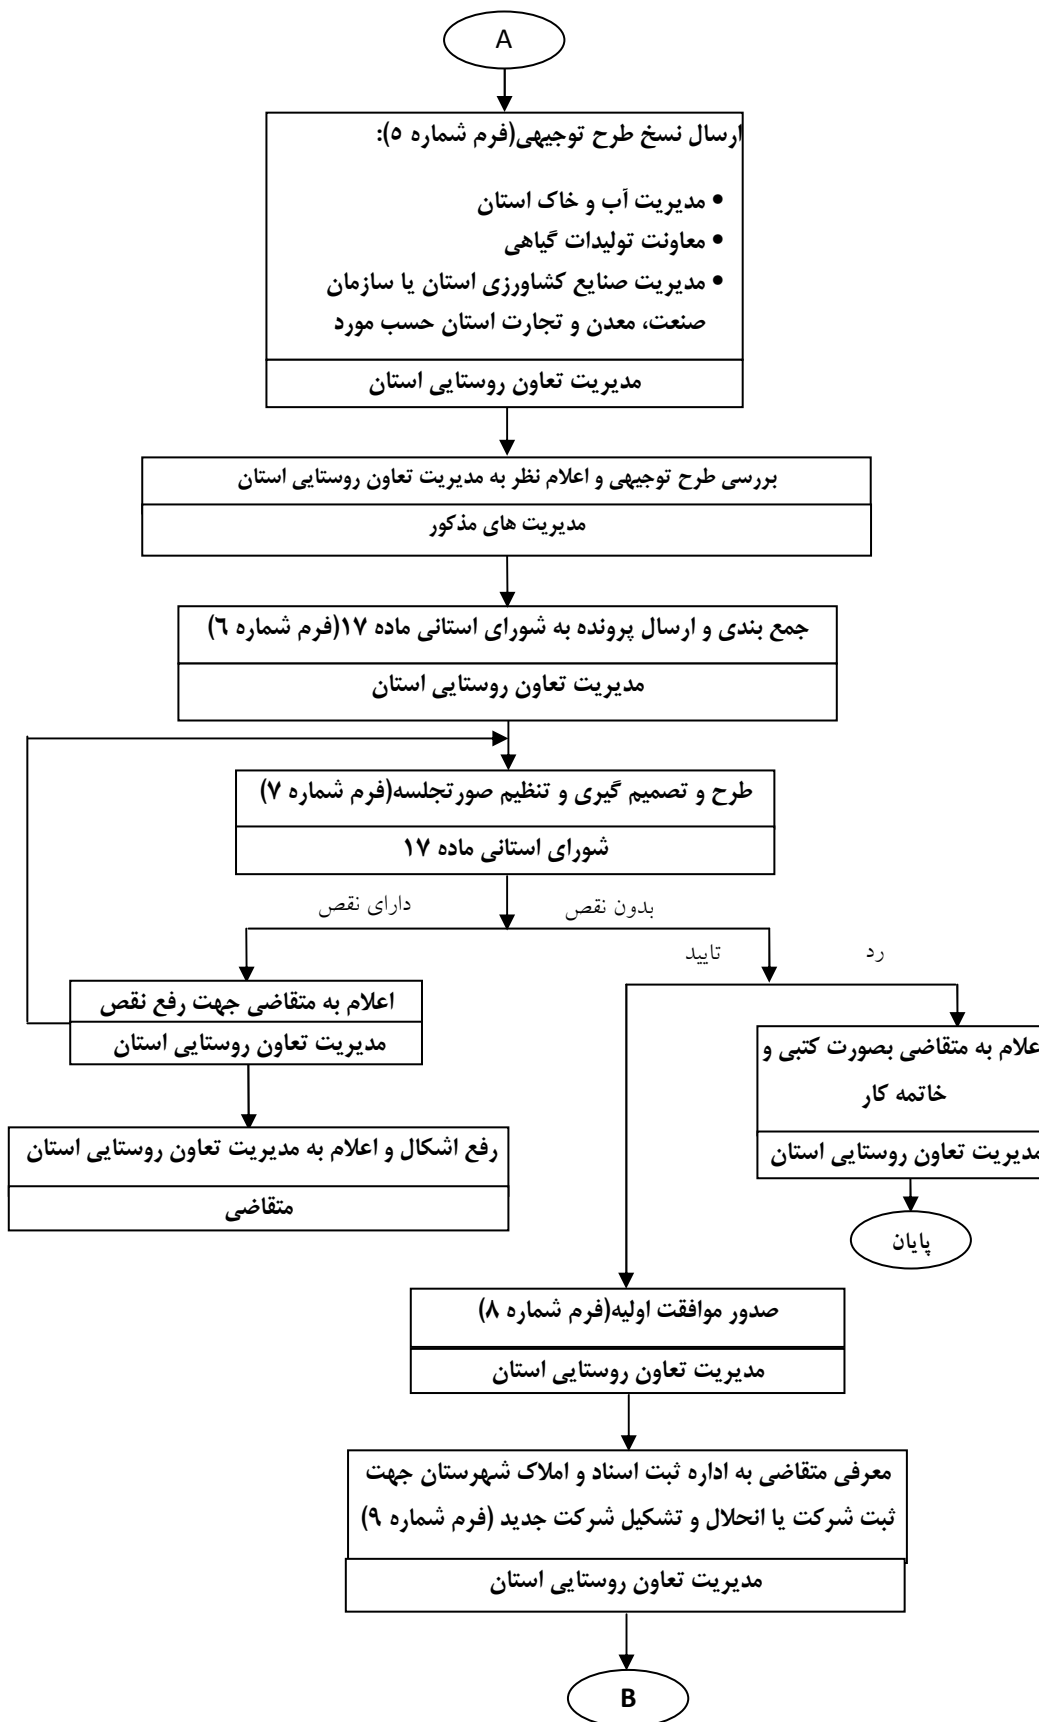 A
ارسال نسخ طرح توجیهی(فرم شماره ۵):
• مدیریت آب و خاک استان
• معاونت تولیدات گیاهی
• مدیریت صنایع کشاورزی استان یا سازمان
صنعت، معدن و تجارت استان حسب مورد
مدیریت تعاون روستایی استان
بررسی طرح توجیهی و اعلام نظر به مدیریت تعاون روستایی استان
مدیریت های مذکور
جمع بندی و ارسال پرونده به شورای استانی ماده ۱۷(فرم شماره ۶)
مدیریت تعاون روستایی استان
طرح و تصمیم گیری و تنظیم صورتجلسه(فرم شماره ۷)
شورای استانی ماده ۱۷
بدون نقص
دارای نقص
رد
تایید
اعلام به متقاضی جهت رفع نقص
مدیریت تعاون روستایی استان
علام به متقاضی بصورت کتبی و
خاتمه کار
مدیریت تعاون روستایی استان
رفع اشکال و اعلام به مدیریت تعاون روستایی استان
متقاضی
پایان
صدور موافقت اولیه(فرم شماره ۸)
مدیریت تعاون روستایی استان
معرفی متقاضی به اداره ثبت اسناد و املاک شهرستان جهت
ثبت شرکت یا انحلال و تشکیل شرکت جدید (فرم شماره ۹)
مدیریت تعاون روستایی استان
B